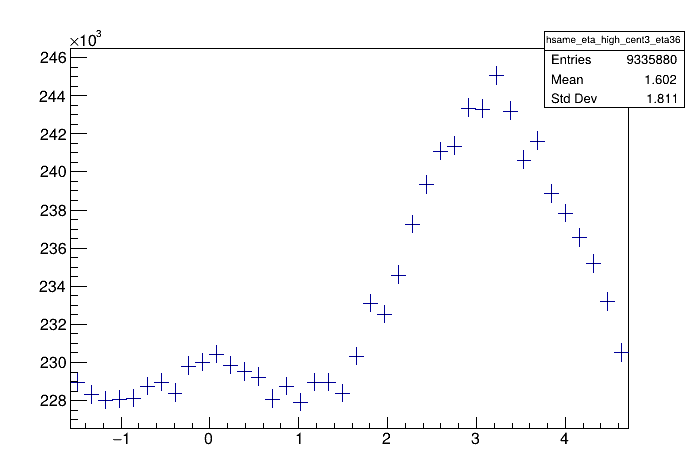 ×10³
hsame_eta_high_cent3_eta36
Entries 9335880
Mean 1.602
Std Dev 1.811
246
244
242
240
238
236
234
232
230
228
−1 0 1 2 3 4